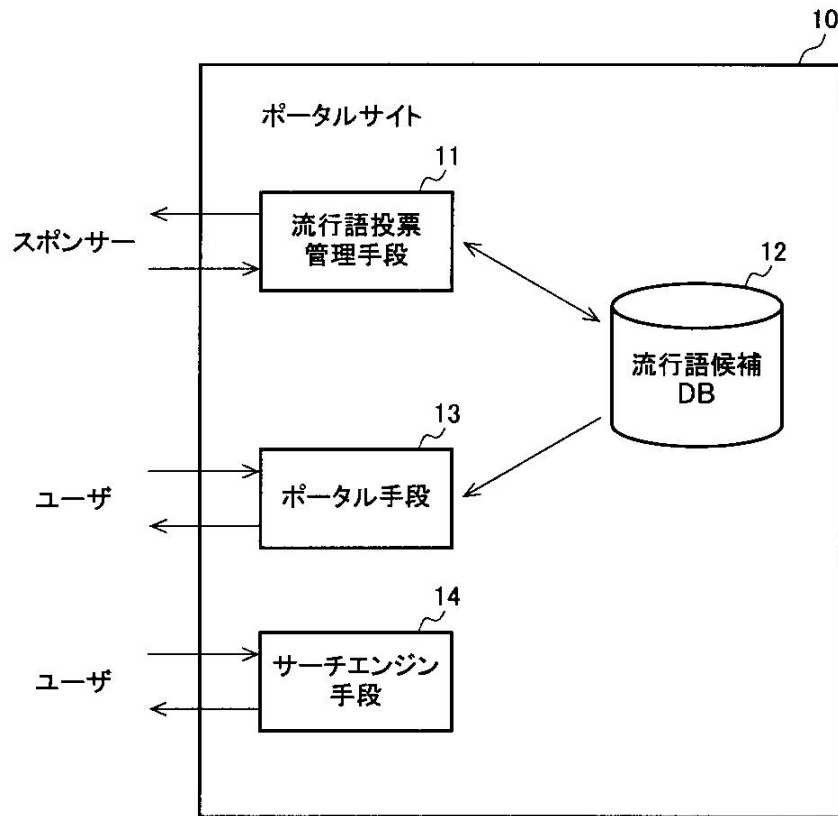 10
ポータルサイト
11
流行語投票
管理手段
スポンサー
12
流行語候補
DB
13
ポータル手段
ユーザ
14
サーチエンジン
手段
ユーザ